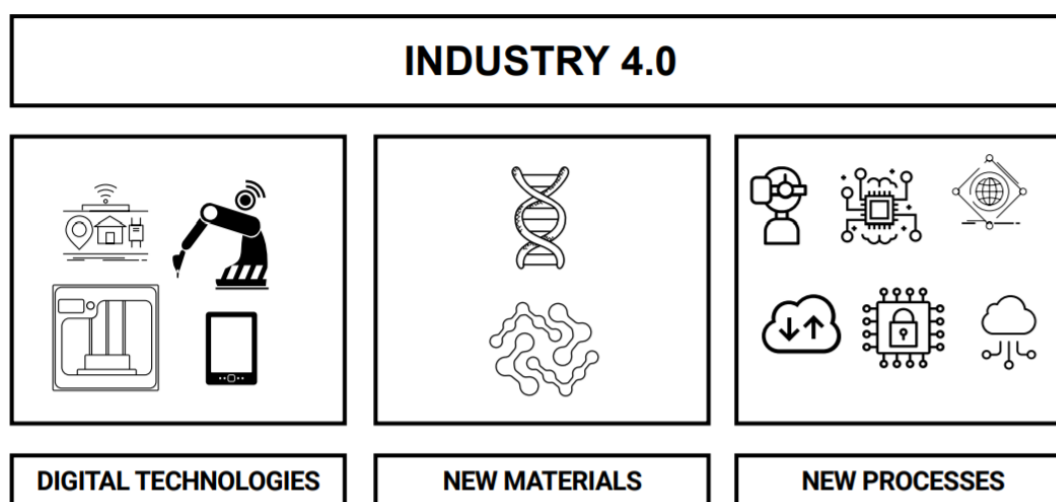 INDUSTRY 4.0
DIGITAL TECHNOLOGIES
NEW MATERIALS
NEW PROCESSES